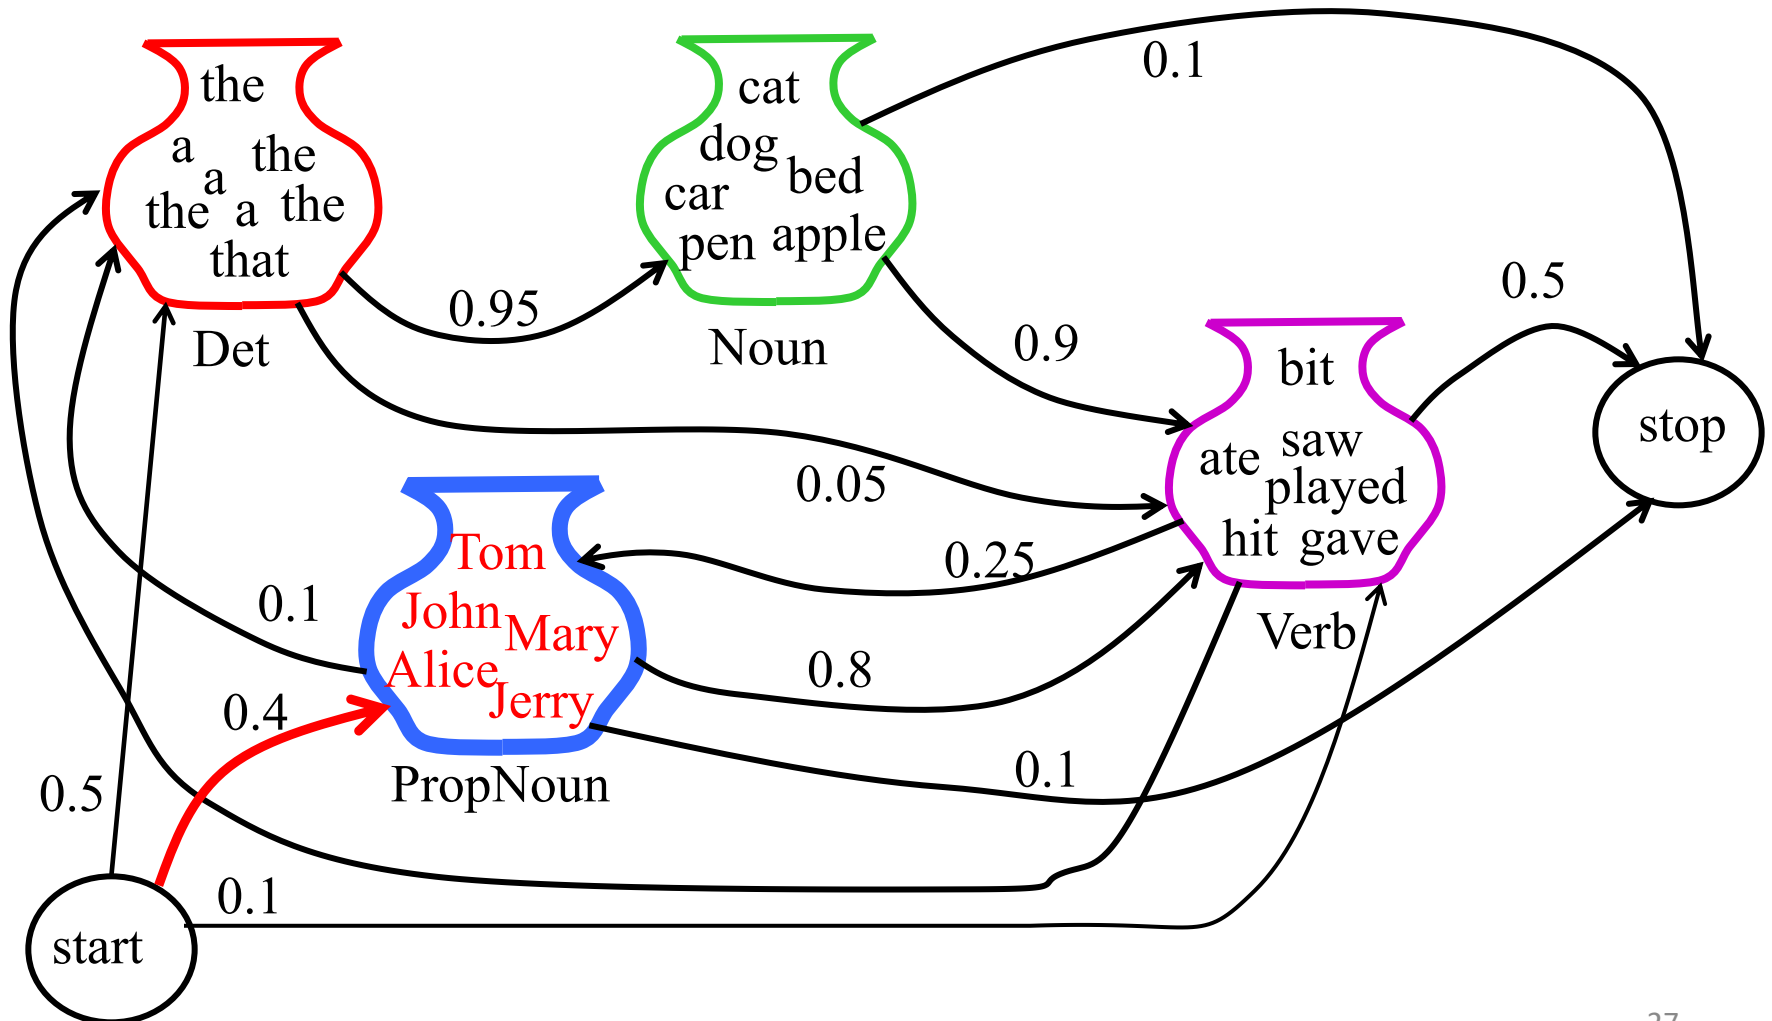 the
a
the
a
the
a
the
that
Det
cat
dog
bed
car
pen
apple
Noun
0.1
0.95
0.9
0.5
bit
saw
ate
played
hit
gave
Verb
stop
0.05
0.25
Tom
John
Mary
Alice
Jerry
PropNoun
0.1
0.8
0.4
0.1
0.5
0.1
start